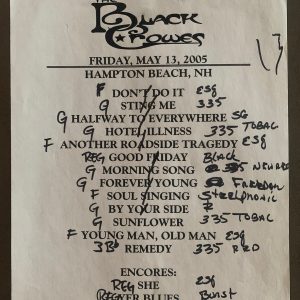 THE
BLACK
CROWES
FRIDAY, MAY 13, 2005
HAMPTON BEACH, NH
13
F DON'T DO IT ESG
G STING ME 335
G HALFWAY TO EVERYWHERE SG
G HOTEL ILLNESS 335 TOBAC
F ANOTHER ROADSIDE TRAGEDY ESG
REG GOOD FRIDAY BLACK
G MORNING SONG 335
G FOREVER YOUNG FREEDOM
F SOUL SINGING
G BY YOUR SIDE
G SUNFLOWER 335 TOBAC
F YOUNG MAN, OLD MAN ESG
REMEDY 335 RED
ENCORES:
REG SHE ESG
REG YER BLUES BURST